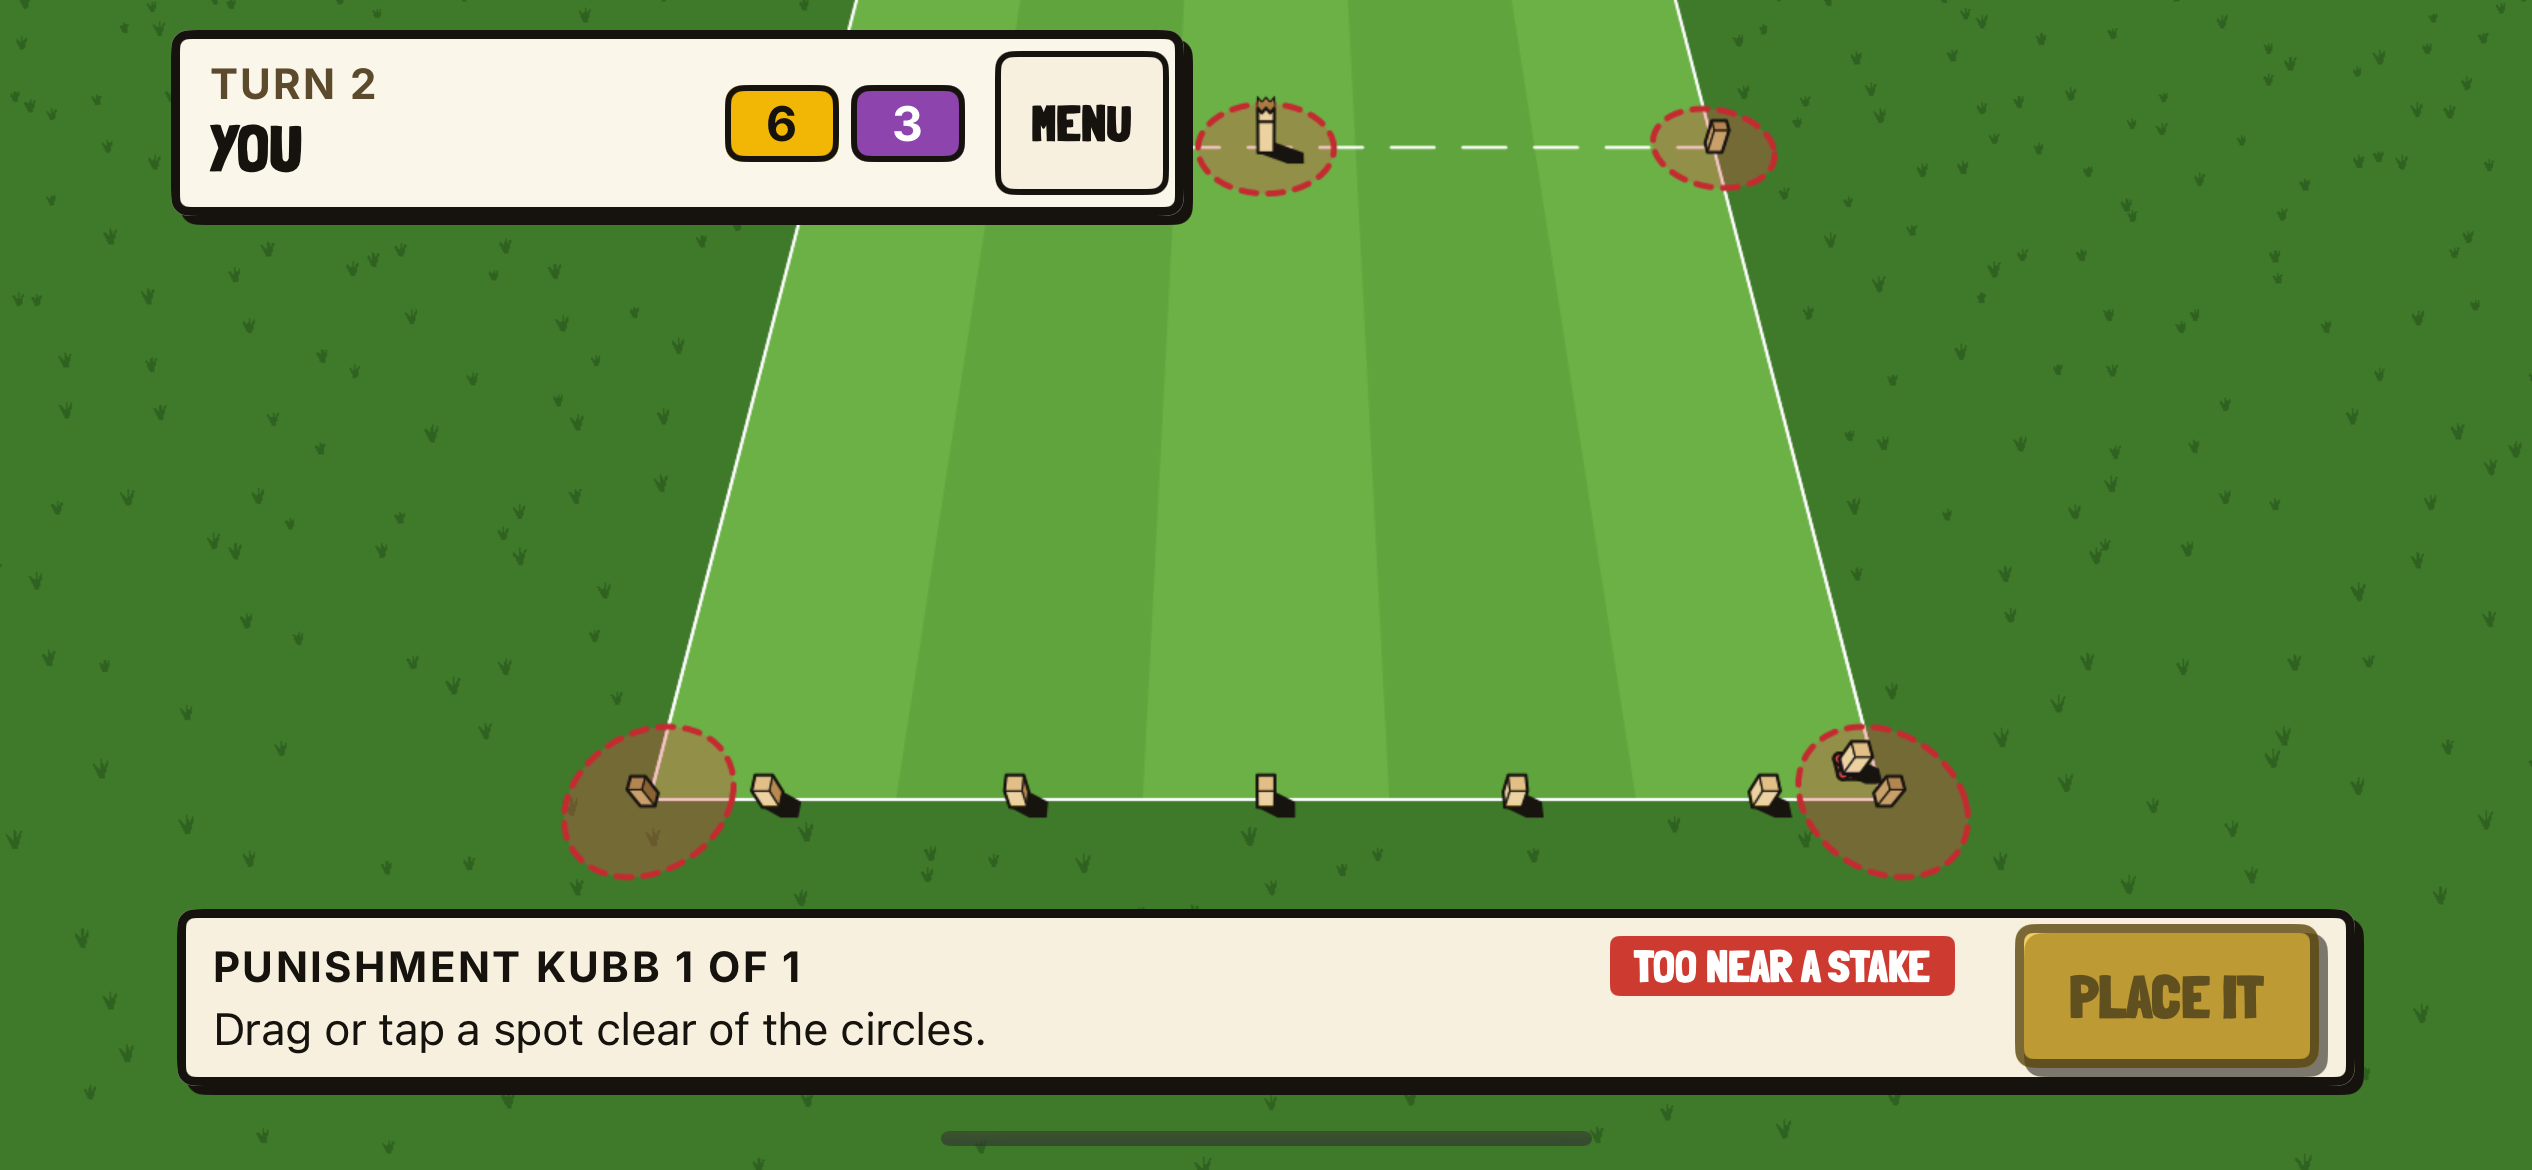 TURN 2
YOU
6 3
MENU
PUNISHMENT KUBB 1 OF 1
Drag or tap a spot clear of the circles.
TOO NEAR A STAKE
PLACE IT